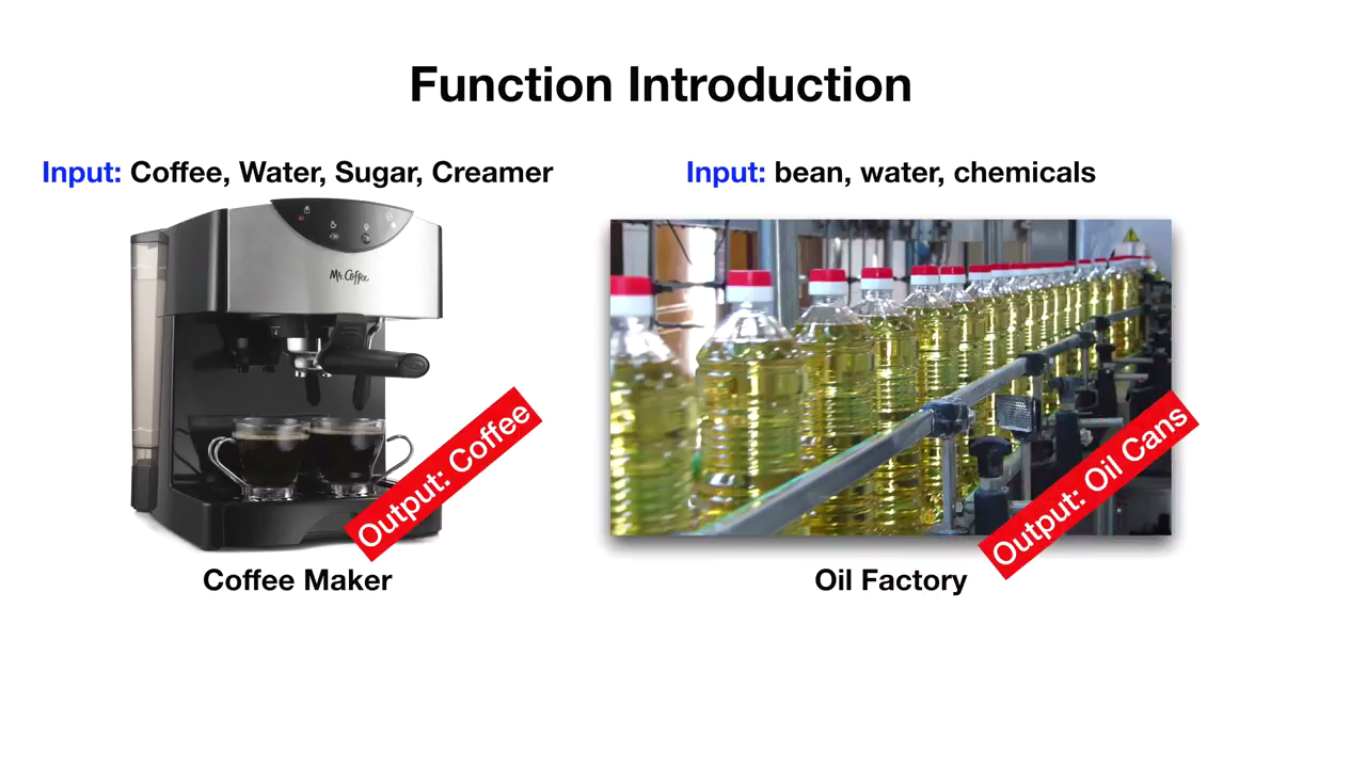 Function Introduction
Input: Coffee, Water, Sugar, Creamer
Input: bean, water, chemicals
Mr. Coffee
Output: Coffee
Output: Oil Cans
Coffee Maker
Oil Factory